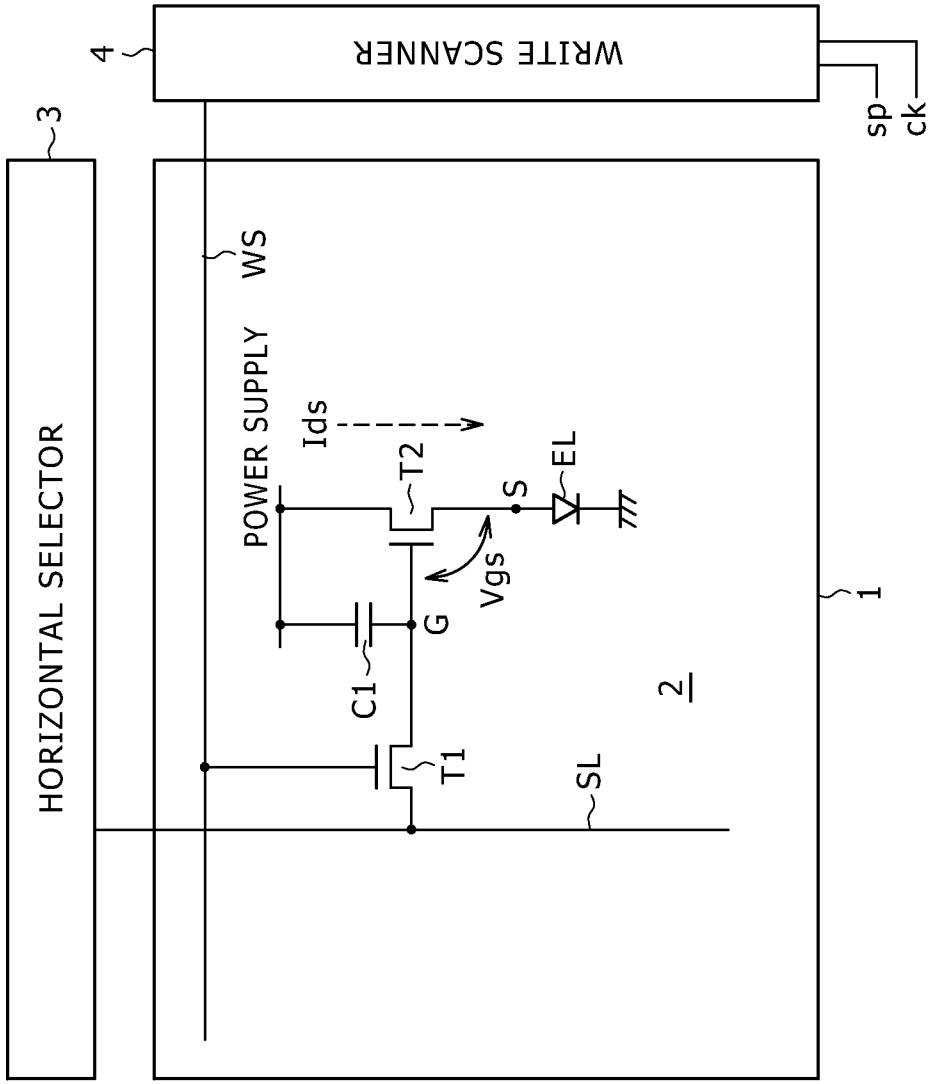 3
HORIZONTAL SELECTOR
4
WRITE SCANNER
sp
ck
WS
POWER SUPPLY
Ids
T2
S
EL
Vgs
G
C1
T1
SL
2
1